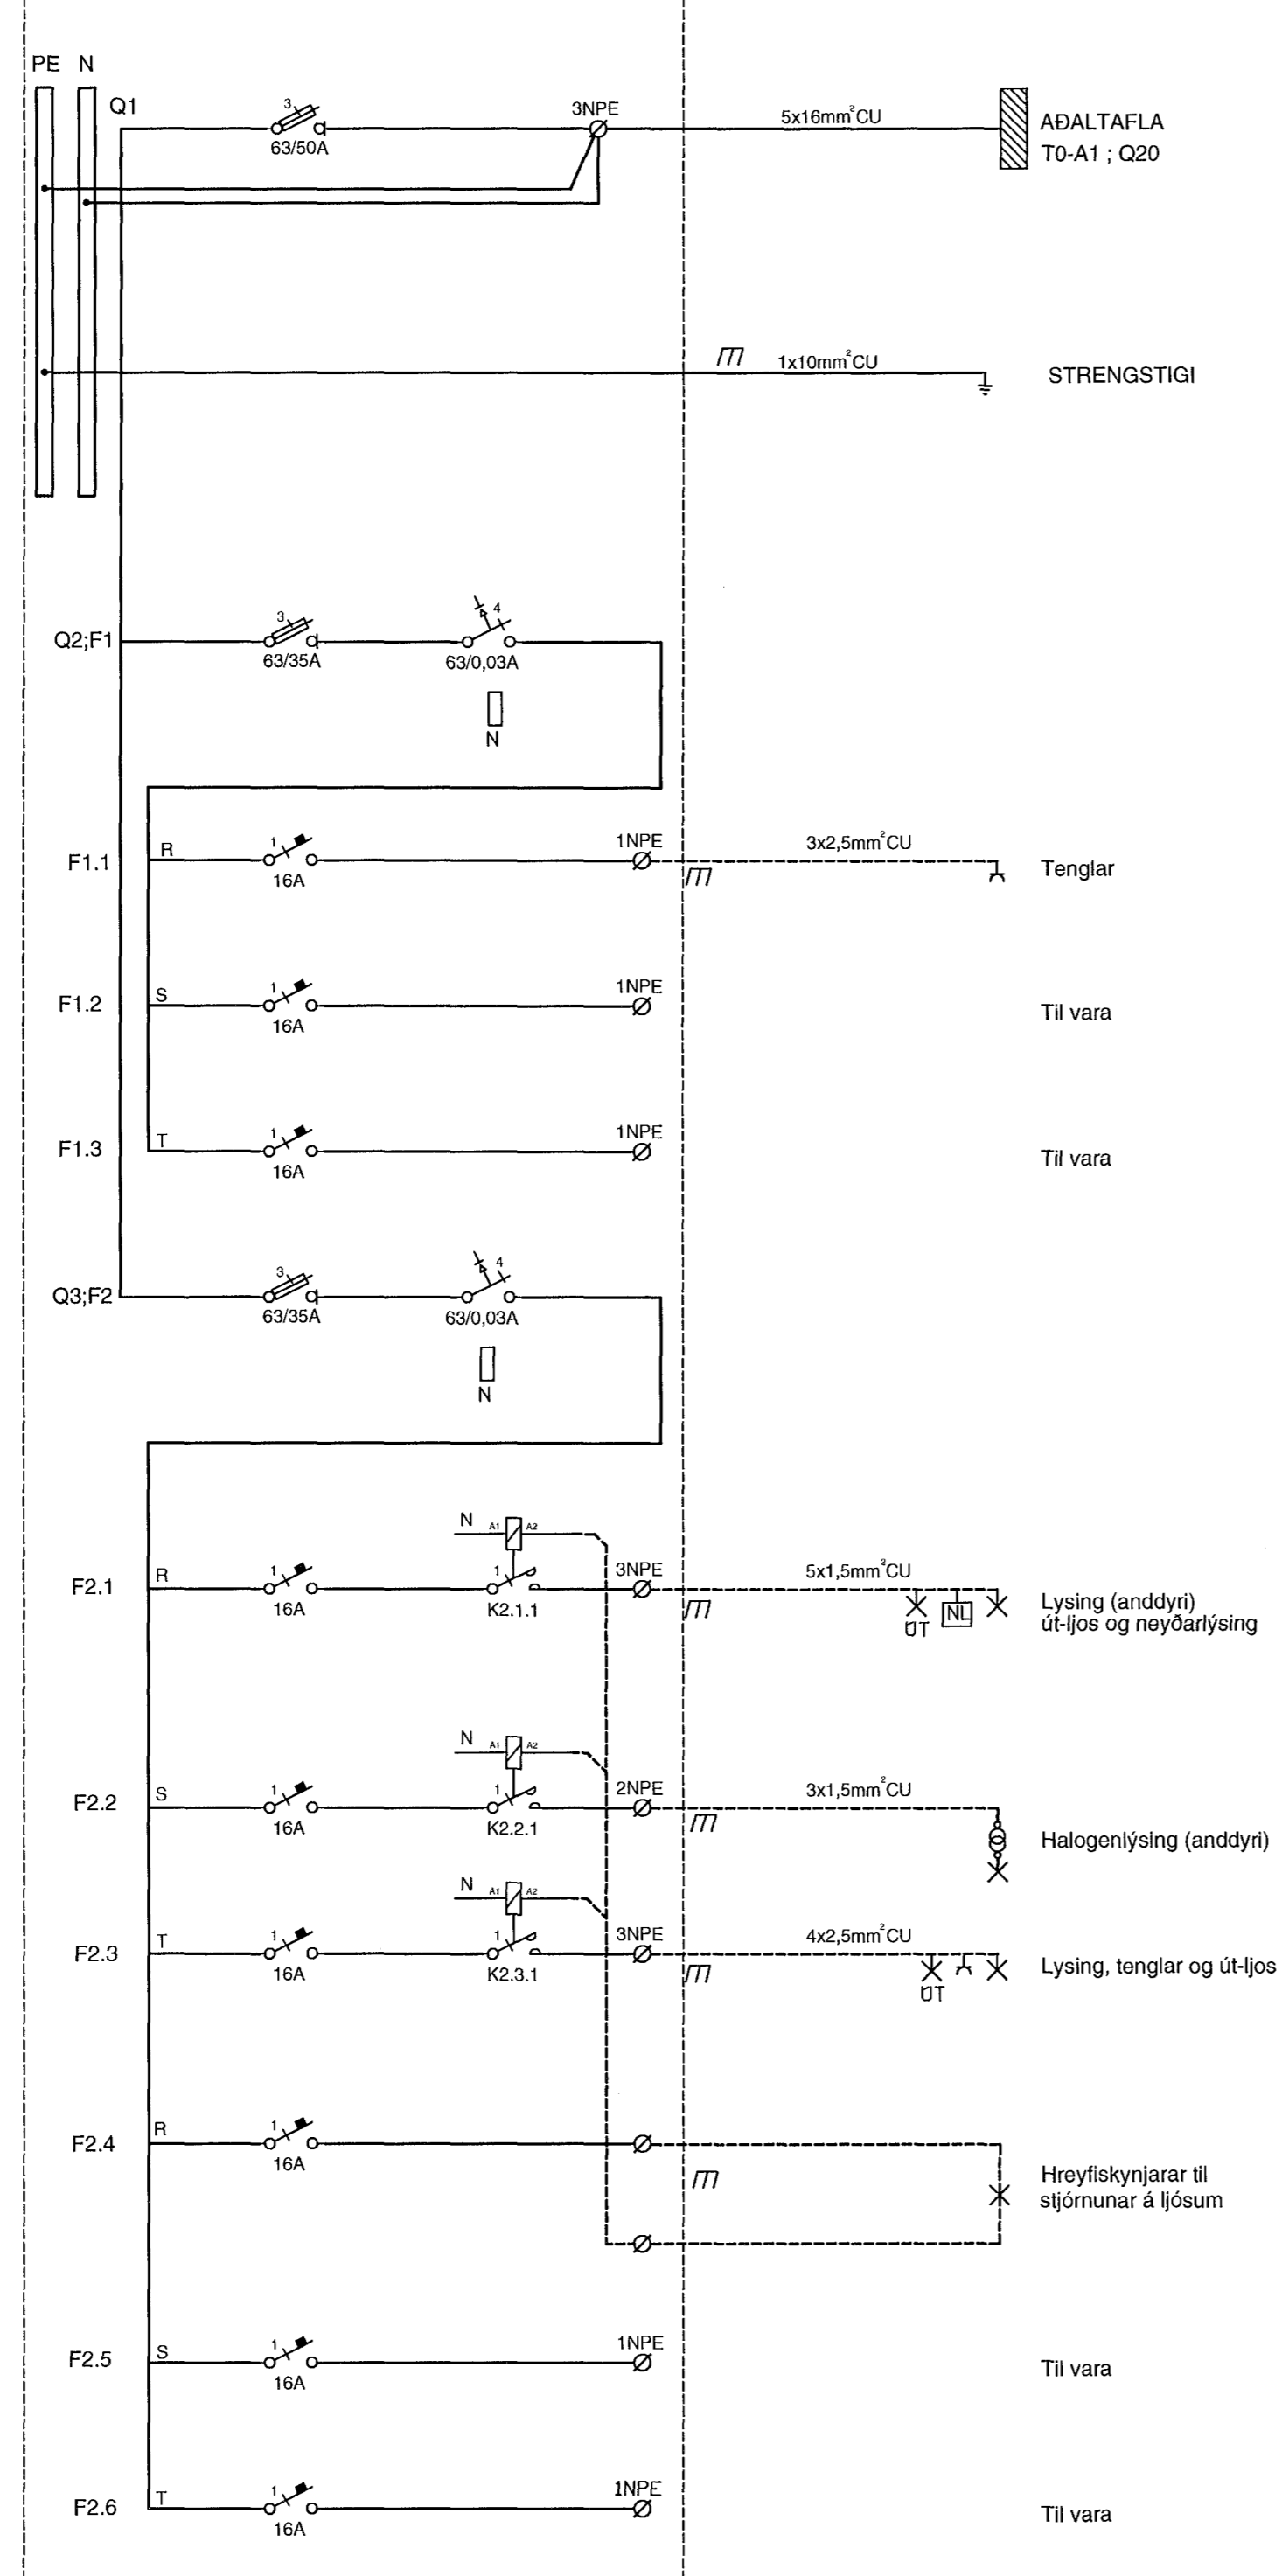 PE N
Q1
3
63/50A
3NPE
5x16mm²CU
AÐALTAFLA
T0-A1 ; Q20
1x10mm²CU
STRENGSTIGI
Q2;F1
3
63/35A
4
63/0,03A
N
F1.1
R
1
16A
1NPE
3x2,5mm²CU
Tenglar
F1.2
S
1
16A
1NPE
Til vara
F1.3
T
1
16A
1NPE
Til vara
Q3;F2
3
63/35A
4
63/0,03A
N
N A1 A2
F2.1
R
1
16A
1
K2.1.1
3NPE
5x1,5mm²CU
ÚT
NL
Lysing (anddyri)
út-ljos og neyðarlýsing
N A1 A2
F2.2
S
1
16A
1
K2.2.1
2NPE
3x1,5mm²CU
Halogenlýsing (anddyri)
N A1 A2
F2.3
T
1
16A
1
K2.3.1
3NPE
4x2,5mm²CU
ÚT
Lysing, tenglar og út-ljos
F2.4
R
1
16A
Hreyfiskynjarar til
stjórnunar á ljósum
F2.5
S
1
16A
1NPE
Til vara
F2.6
T
1
16A
1NPE
Til vara